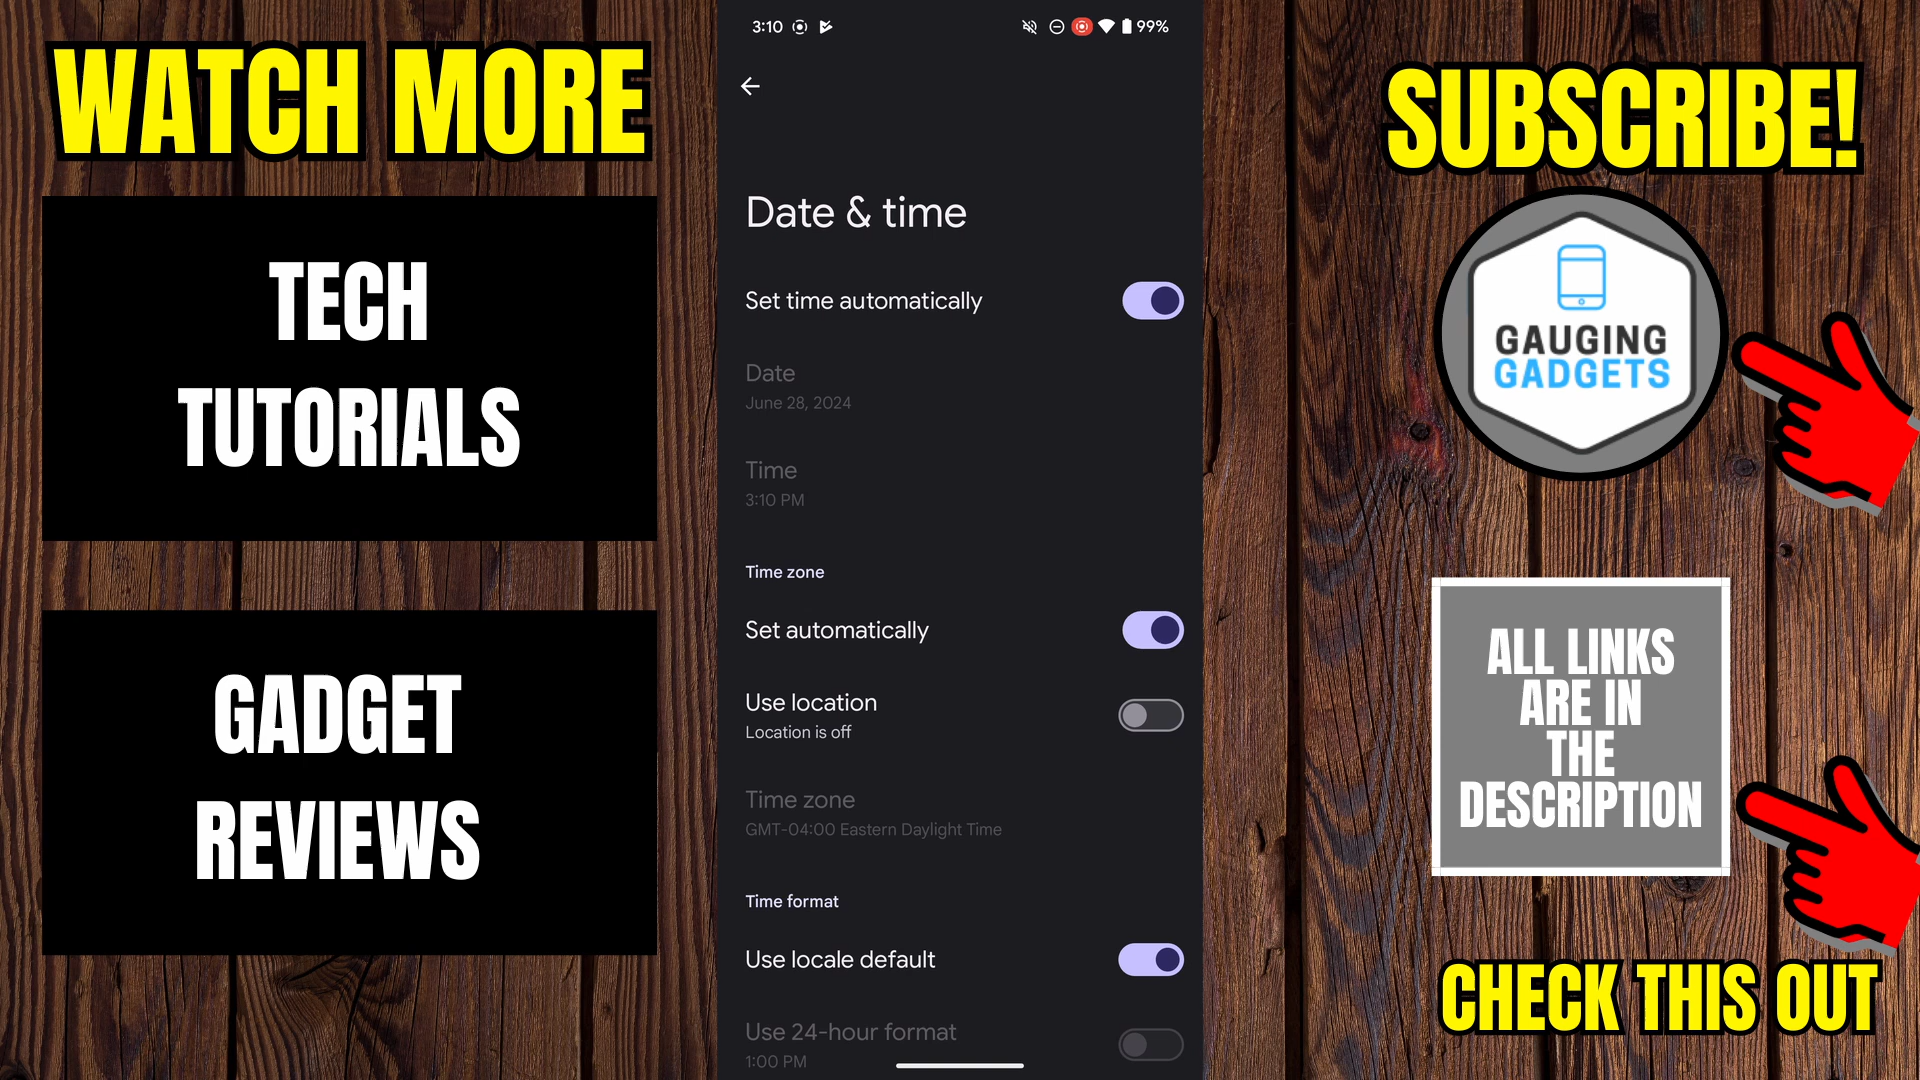 WATCH MORE
TECH
TUTORIALS
GADGET
REVIEWS
3:10
99%
Date & time
Set time automatically
Date
June 28, 2024
Time
3:10 PM
Time zone
Set automatically
Use location
Location is off
Time zone
GMT-04:00 Eastern Daylight Time
Time format
Use locale default
Use 24-hour format
1:00 PM
SUBSCRIBE!
GAUGING
GADGETS
ALL LINKS
ARE IN
THE
DESCRIPTION
CHECK THIS OUT